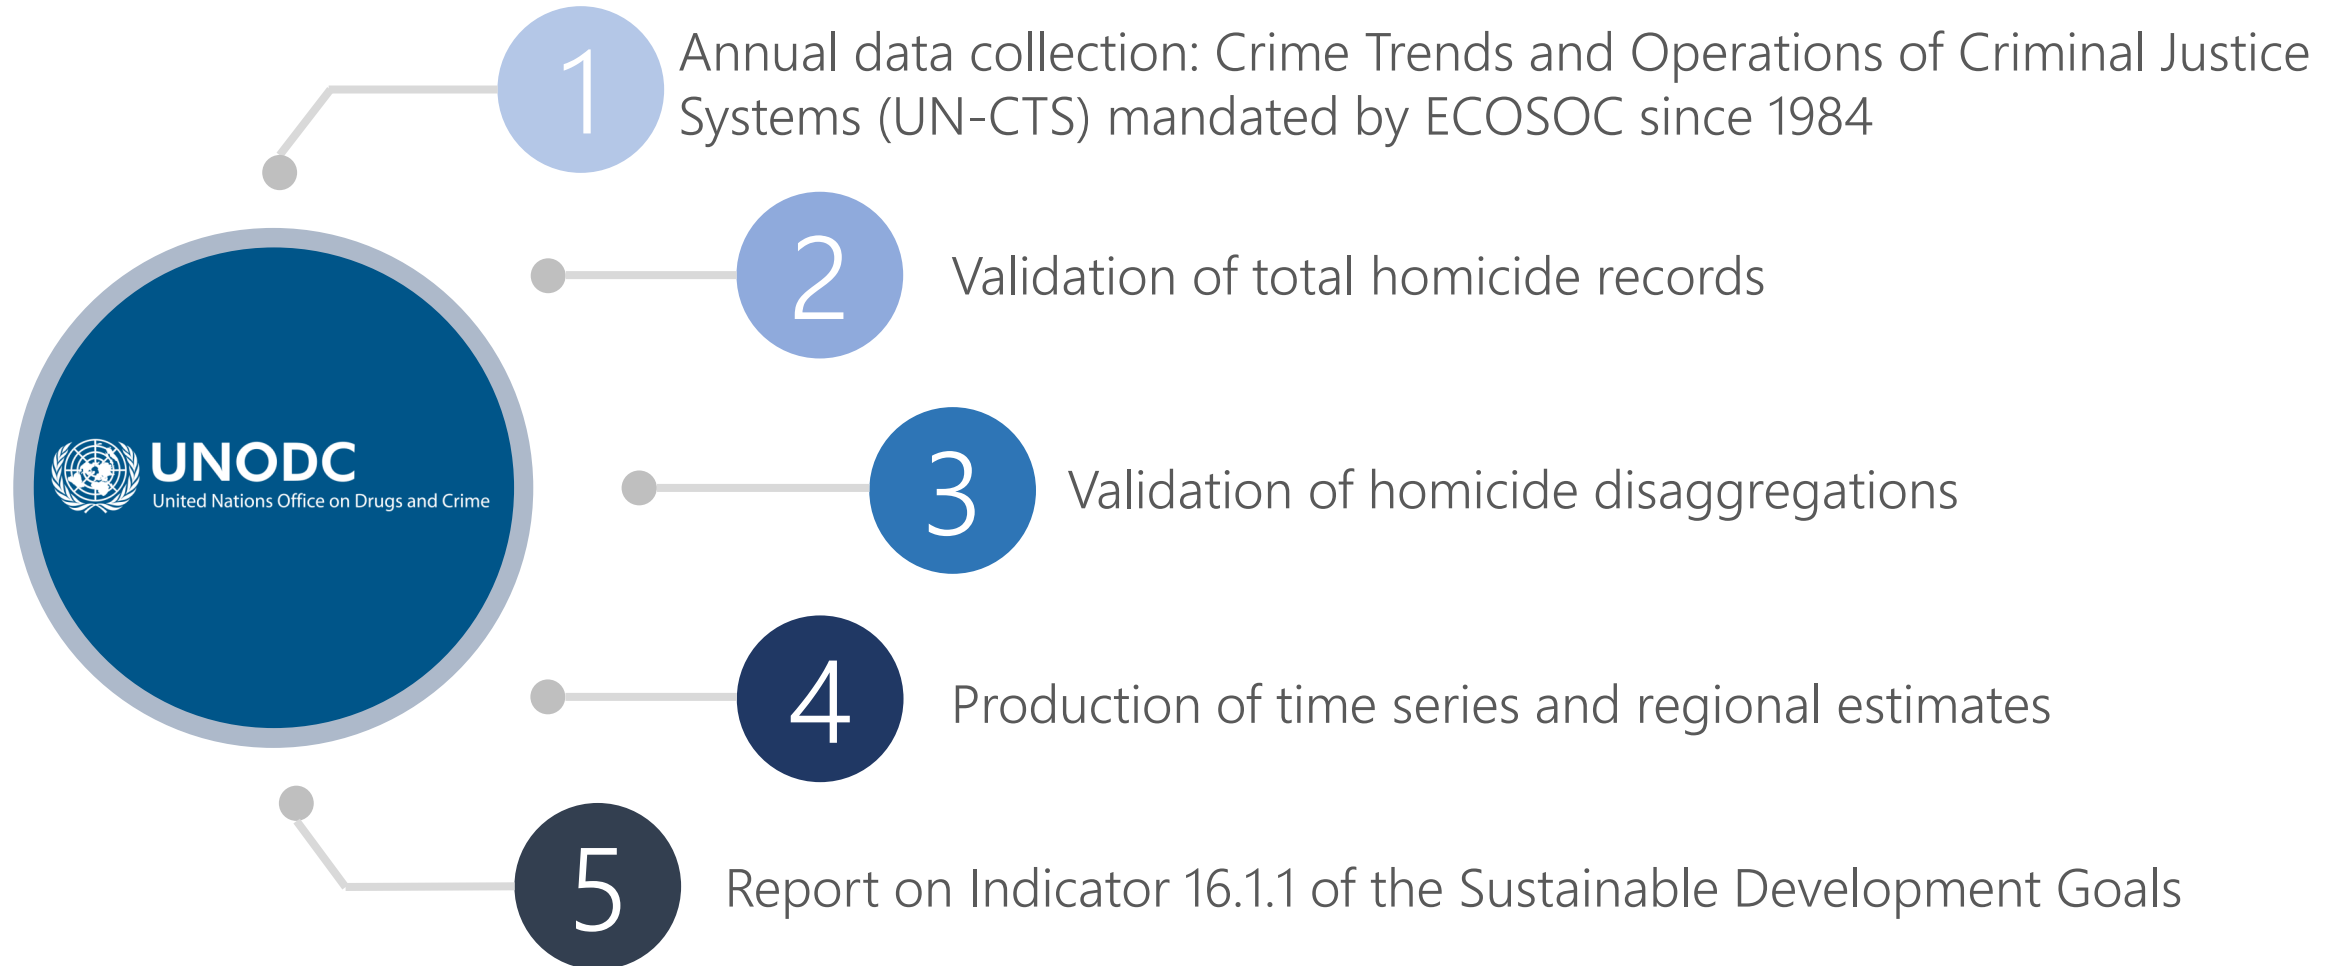 1
Annual data collection: Crime Trends and Operations of Criminal Justice
Systems (UN-CTS) mandated by ECOSOC since 1984
2
Validation of total homicide records
UNODC
United Nations Office on Drugs and Crime
3
Validation of homicide disaggregations
4
Production of time series and regional estimates
5
Report on Indicator 16.1.1 of the Sustainable Development Goals